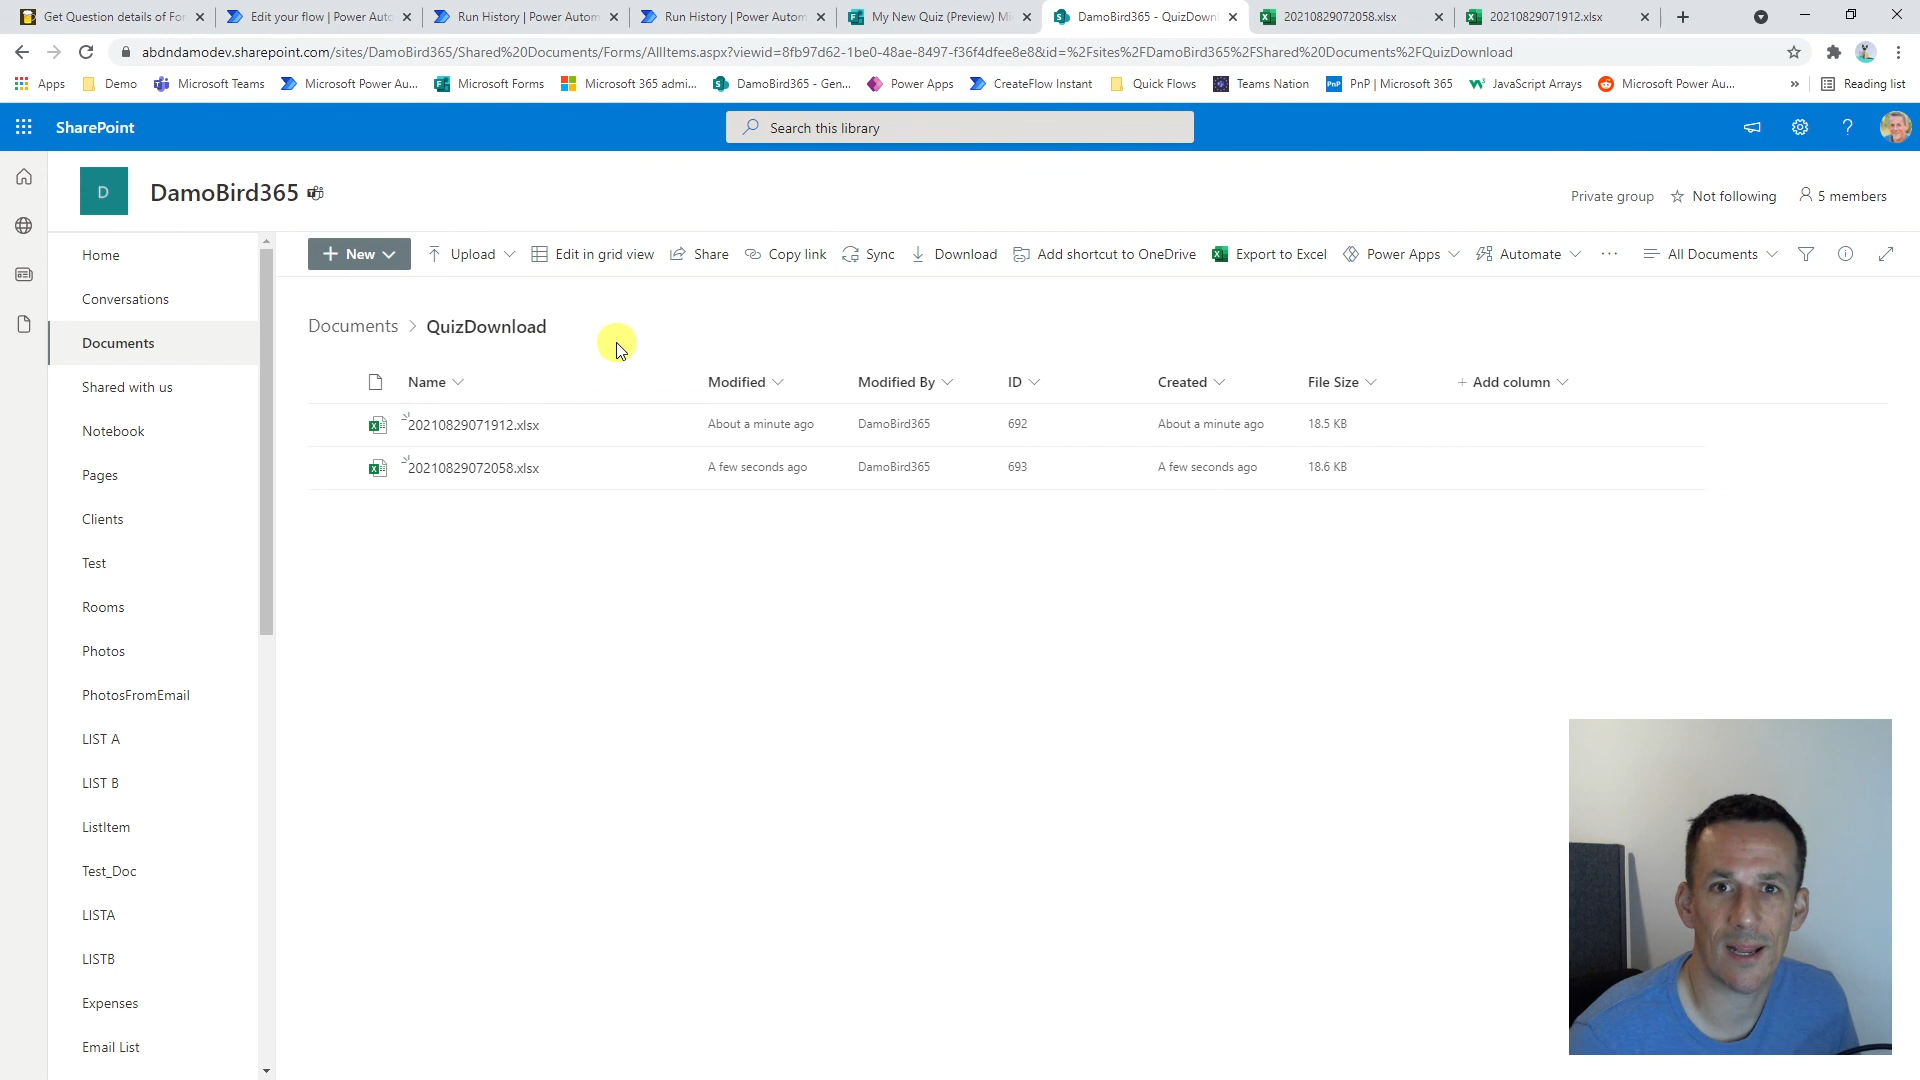 Get Question details of For
Edit your flow | Power Auto
Run History | Power Autom
Run History | Power Autom
My New Quiz (Preview) Mi
DamoBird365 - QuizDownl
20210829072058.xlsx
20210829071912.xlsx
abdndamodev.sharepoint.com/sites/DamoBird365/Shared%20Documents/Forms/AllItems.aspx?viewid=8fb97d62-1be0-48ae-8497-f36f4dfee8e8&id=%2Fsites%2FDamoBird365%2FShared%20Documents%2FQuizDownload
Apps
Demo
Microsoft Teams
Microsoft Power Au...
Microsoft Forms
Microsoft 365 admi...
DamoBird365 - Gen...
Power Apps
CreateFlow Instant
Quick Flows
Teams Nation
PnP | Microsoft 365
JavaScript Arrays
Microsoft Power Au...
»
Reading list
SharePoint
Search this library
D
DamoBird365
Private group
Not following
5 members
Home
Conversations
Documents
Shared with us
Notebook
Pages
Clients
Test
Rooms
Photos
PhotosFromEmail
LIST A
LIST B
ListItem
Test_Doc
LISTA
LISTB
Expenses
Email List
New
Upload
Edit in grid view
Share
Copy link
Sync
Download
Add shortcut to OneDrive
Export to Excel
Power Apps
Automate
...
All Documents
Documents > QuizDownload
Name Modified Modified By ID Created File Size + Add column
20210829071912.xlsx About a minute ago DamoBird365 692 About a minute ago 18.5 KB
20210829072058.xlsx A few seconds ago DamoBird365 693 A few seconds ago 18.6 KB